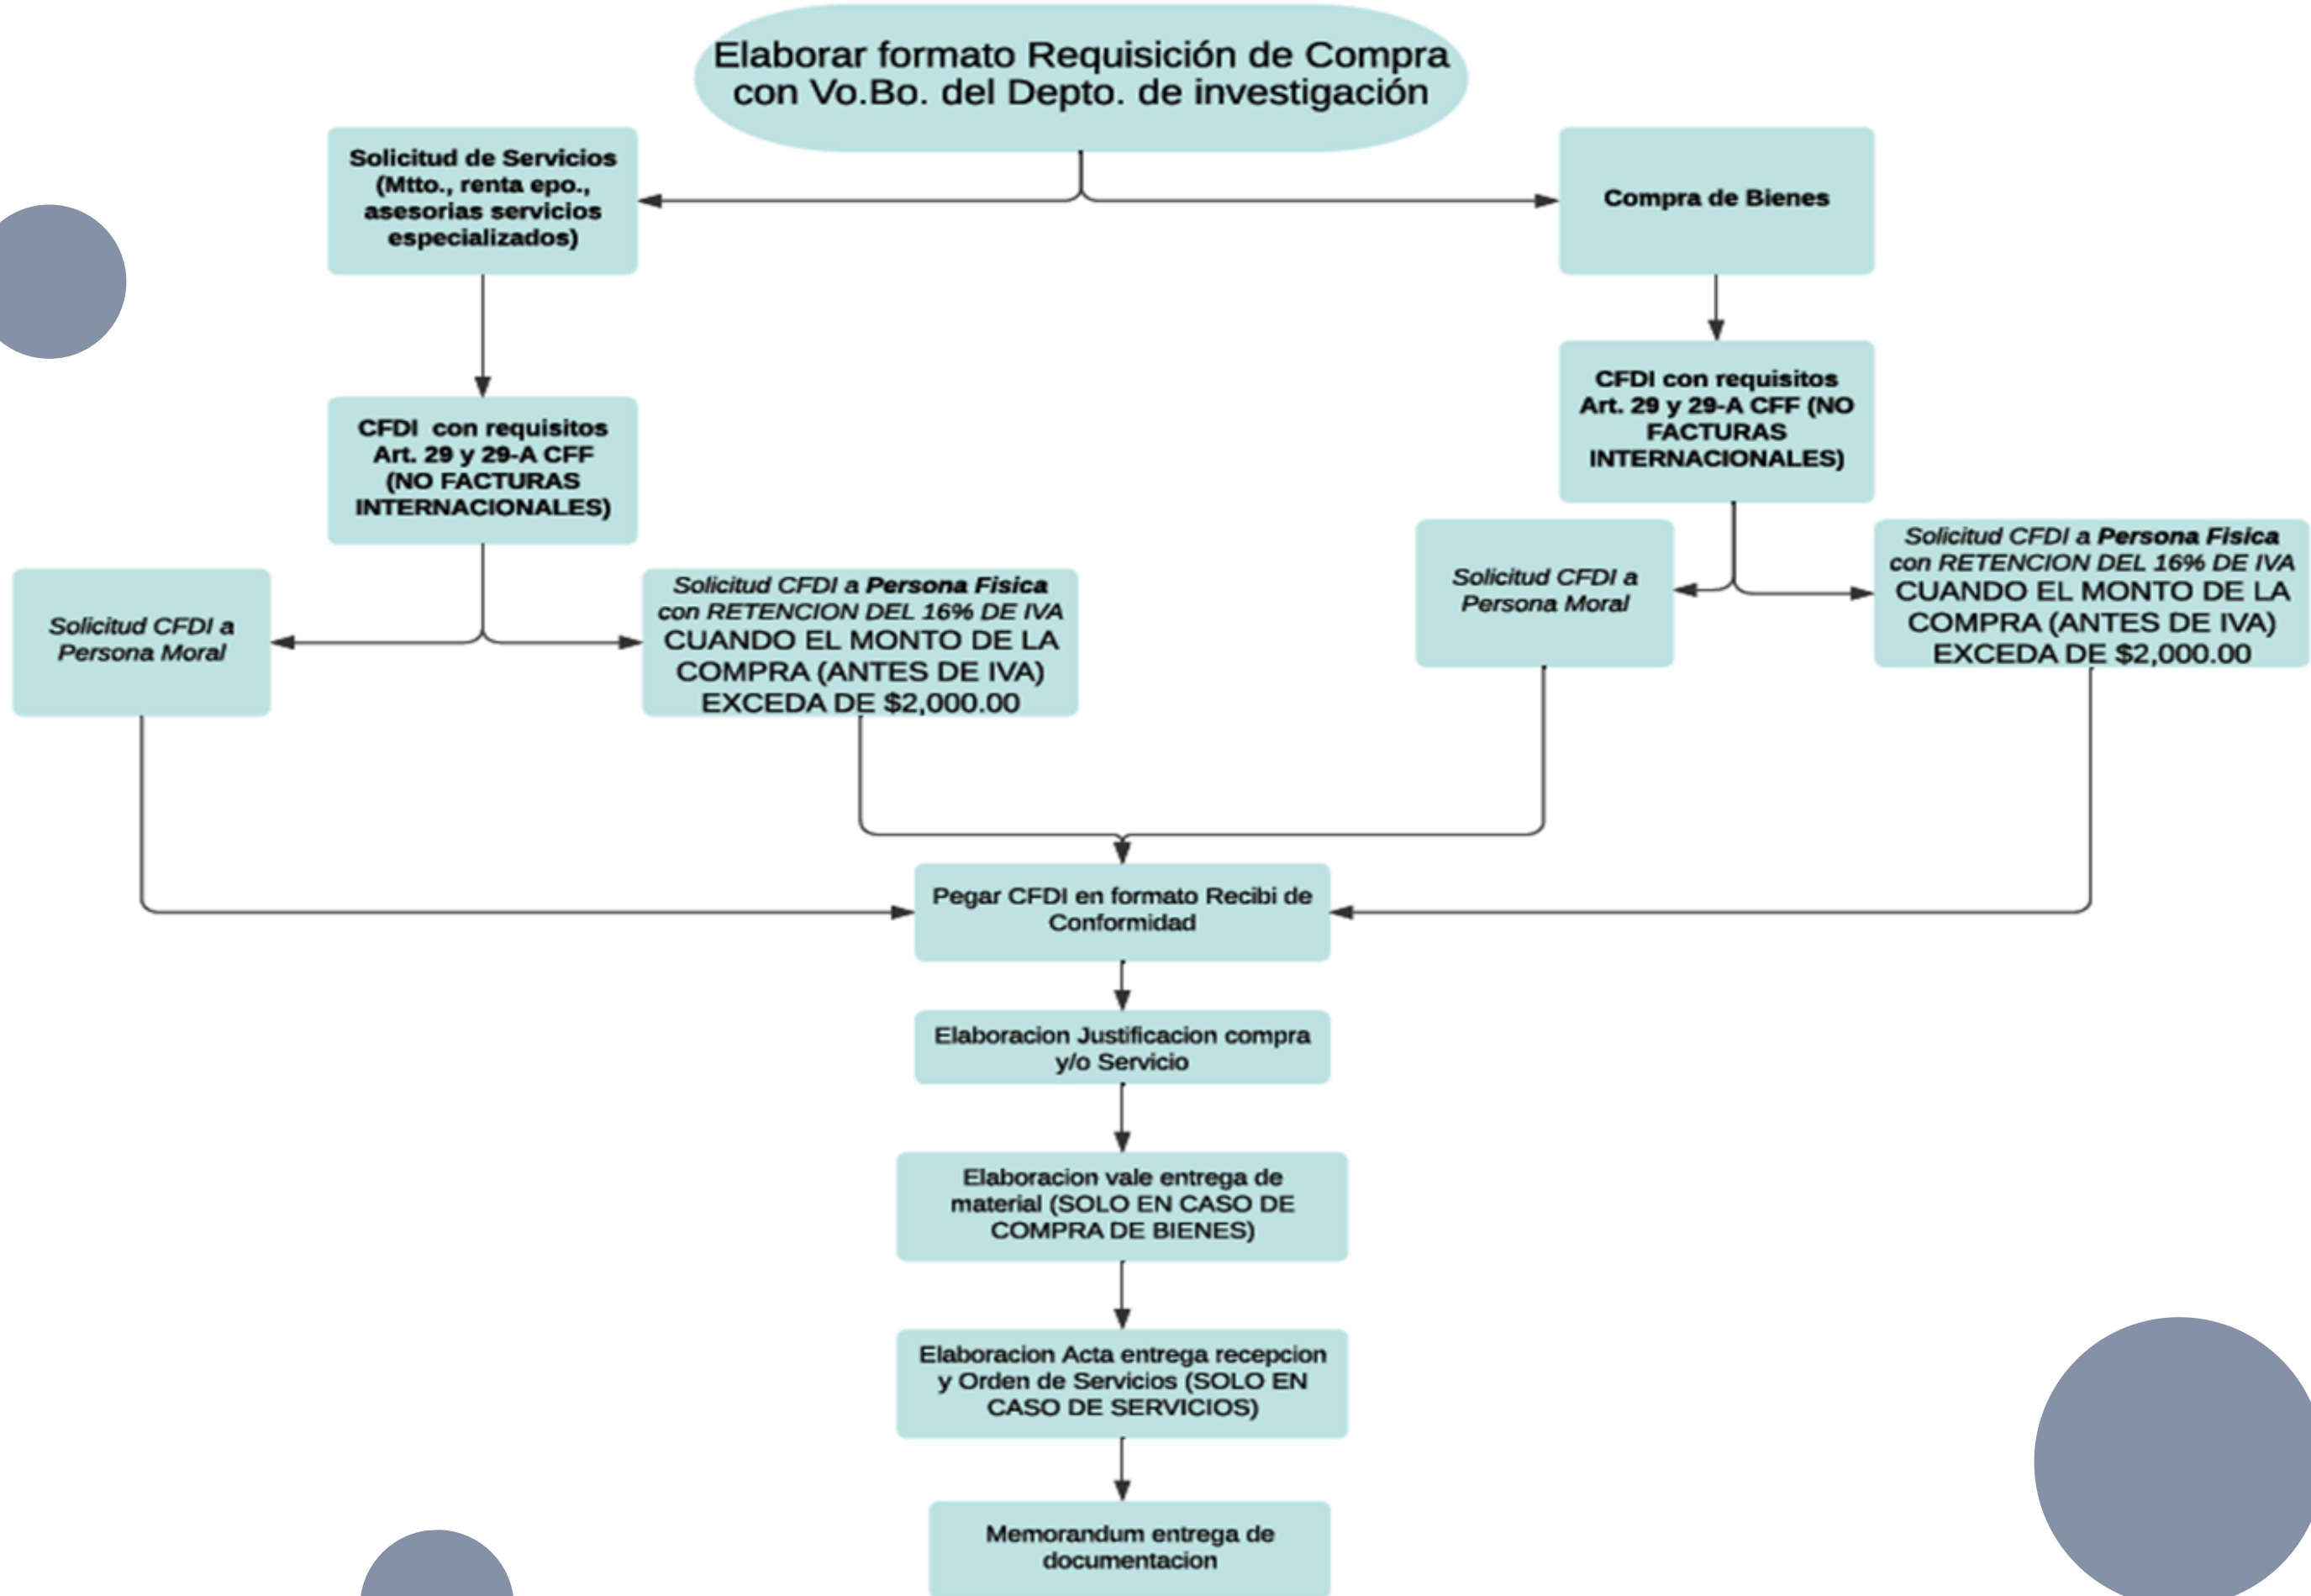 Elaborar formato Requisición de Compra
con Vo.Bo. del Depto. de investigación
Solicitud de Servicios
(Mtto., renta epo.,
asesorias servicios
especializados)
Compra de Bienes
CFDI con requisitos
Art. 29 y 29-A CFF
(NO FACTURAS
INTERNACIONALES)
CFDI con requisitos
Art. 29 y 29-A CFF (NO
FACTURAS
INTERNACIONALES)
Solicitud CFDI a
Persona Moral
Solicitud CFDI a Persona Fisica
con RETENCION DEL 16% DE IVA
CUANDO EL MONTO DE LA
COMPRA (ANTES DE IVA)
EXCEDA DE $2,000.00
Solicitud CFDI a
Persona Moral
Solicitud CFDI a Persona Fisica
con RETENCION DEL 16% DE IVA
CUANDO EL MONTO DE LA
COMPRA (ANTES DE IVA)
EXCEDA DE $2,000.00
Pegar CFDI en formato Recibi de
Conformidad
Elaboracion Justificacion compra
y/o Servicio
Elaboracion vale entrega de
material (SOLO EN CASO DE
COMPRA DE BIENES)
Elaboracion Acta entrega recepcion
y Orden de Servicios (SOLO EN
CASO DE SERVICIOS)
Memorandum entrega de
documentacion